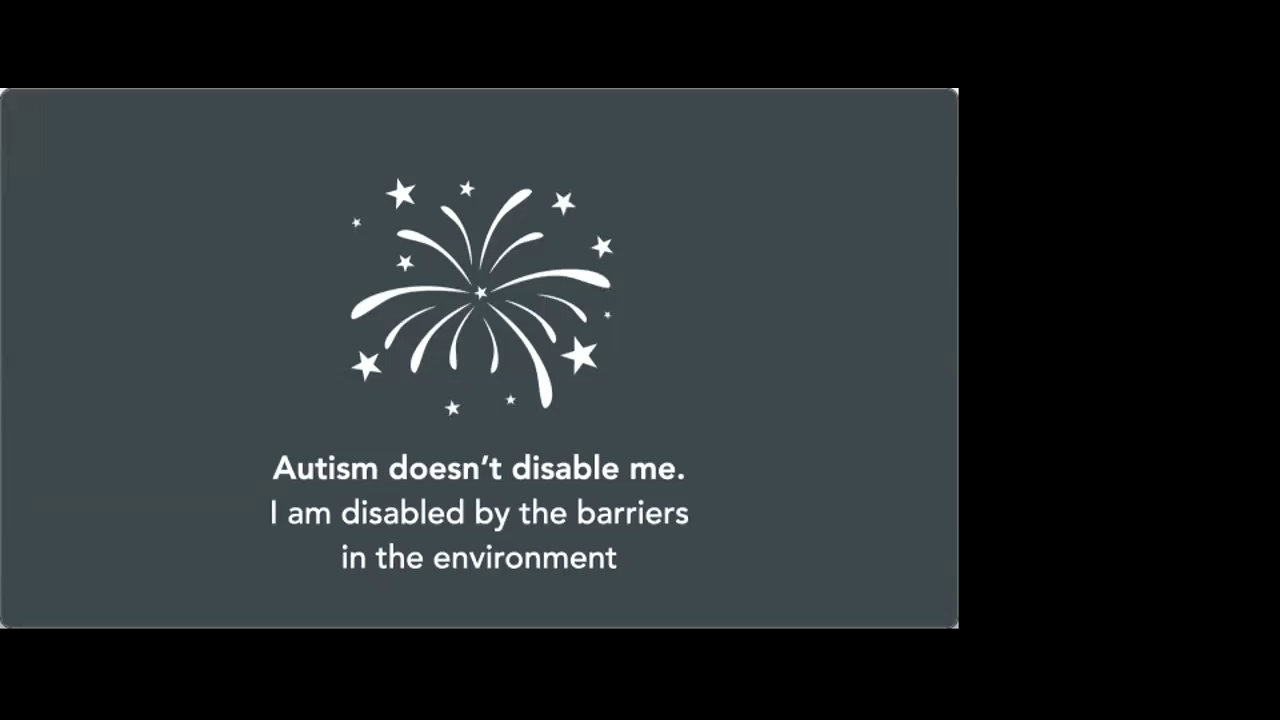 Autism doesn’t disable me.
I am disabled by the barriers
in the environment